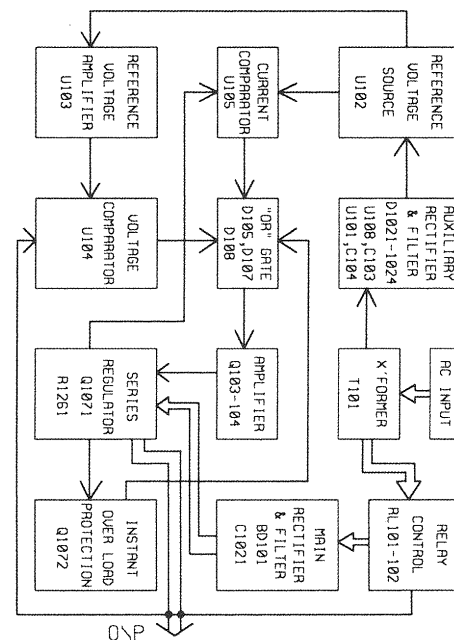 AC INPUT
X'FORMER
T101
RELAY
CONTROL
RL101-102
AUXILIARY
RECTIFIER
& FILTER
D1021-1024
U108,C103
U101,C104
MAIN
RECTIFIER
& FILTER
BD101
C1021
REFERENCE
VOLTAGE
SOURCE
U102
CURRENT
COMPARATOR
U105
"OR" GATE
D105,D107
D108
AMPLIFIER
Q103-104
REFERENCE
VOLTAGE
AMPLIFIER
U103
VOLTAGE
COMPARATOR
U104
SERIES
REGULATOR
Q1071
R1261
INSTANT
OVER LOAD
PROTECTION
Q1072
O\P